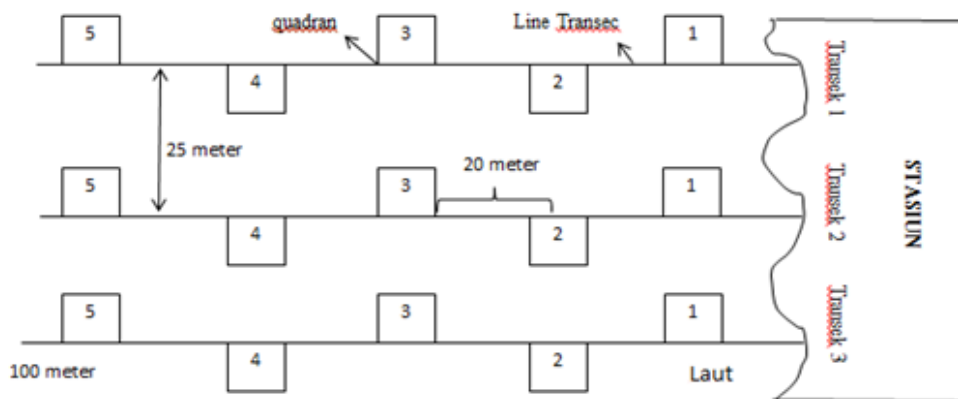 5
quadran
3
Line Transec
1
Transek 1
4
2
25 meter
20 meter
5
3
1
Transek 2
STASIUN
4
2
5
3
1
Transek 3
100 meter
4
2
Laut